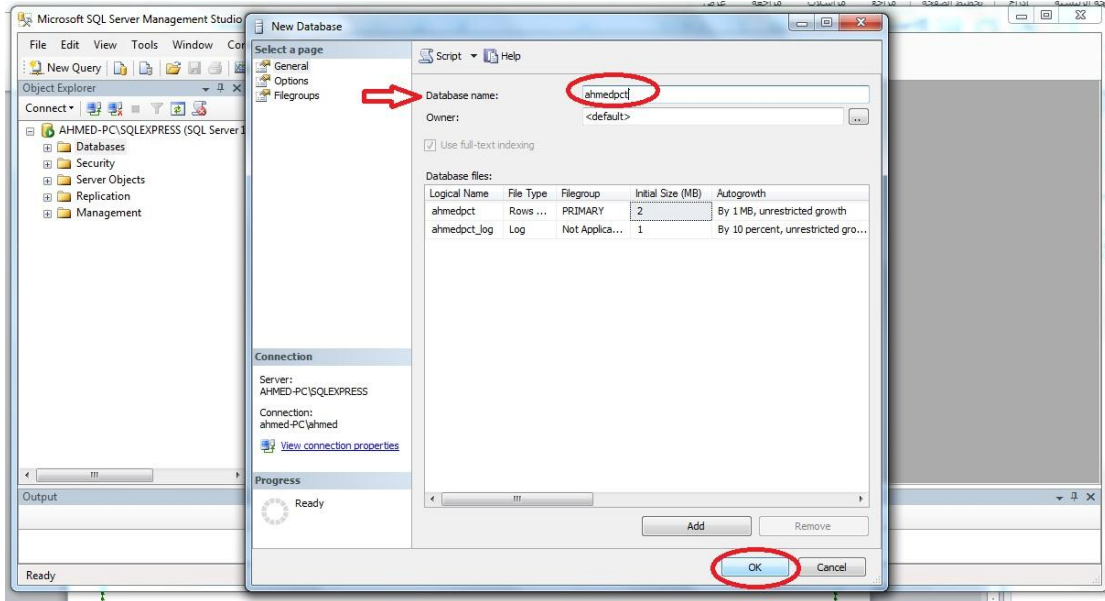 Microsoft SQL Server Management Studio
File Edit View Tools Window
New Query
Object Explorer
Connect
AHMED-PC\SQLEXPRESS (SQL Server 1
Databases
Security
Server Objects
Replication
Management
Output
Ready
New Database
Select a page
General
Options
Filegroups
Connection
Server:
AHMED-PC\SQLEXPRESS
Connection:
ahmed-PC\ahmed
View connection properties
Progress
Ready
Script Help
Database name: ahmedpct
Owner: <default> ...
Use full-text indexing
Database files:
Logical Name File Type Filegroup Initial Size (MB) Autogrowth
ahmedpct Rows ... PRIMARY 2 By 1 MB, unrestricted growth
ahmedpct_log Log Not Applica... 1 By 10 percent, unrestricted gro...
Add Remove
OK Cancel